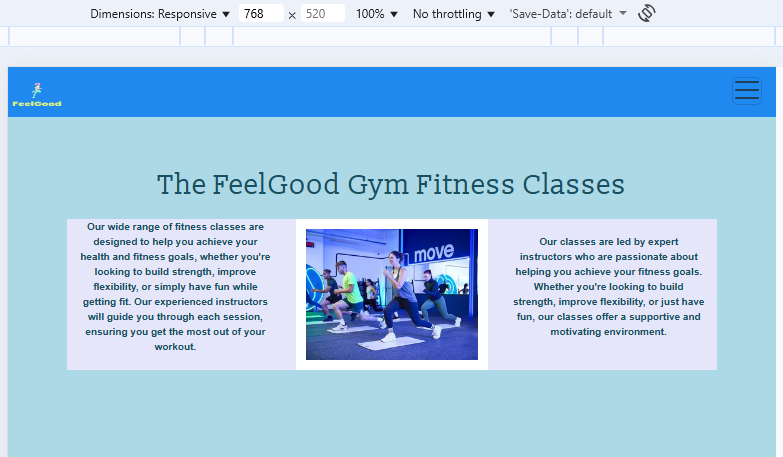 Dimensions: Responsive ▼ 768 × 520 100% ▼ No throttling ▼ 'Save-Data': default
FeelGood
The FeelGood Gym Fitness Classes
Our wide range of fitness classes are
designed to help you achieve your
health and fitness goals, whether you're
looking to build strength, improve
flexibility, or simply have fun while
getting fit. Our experienced instructors
will guide you through each session,
ensuring you get the most out of your
workout.
move
Our classes are led by expert
instructors who are passionate about
helping you achieve your fitness goals.
Whether you're looking to build
strength, improve flexibility, or just have
fun, our classes offer a supportive and
motivating environment.